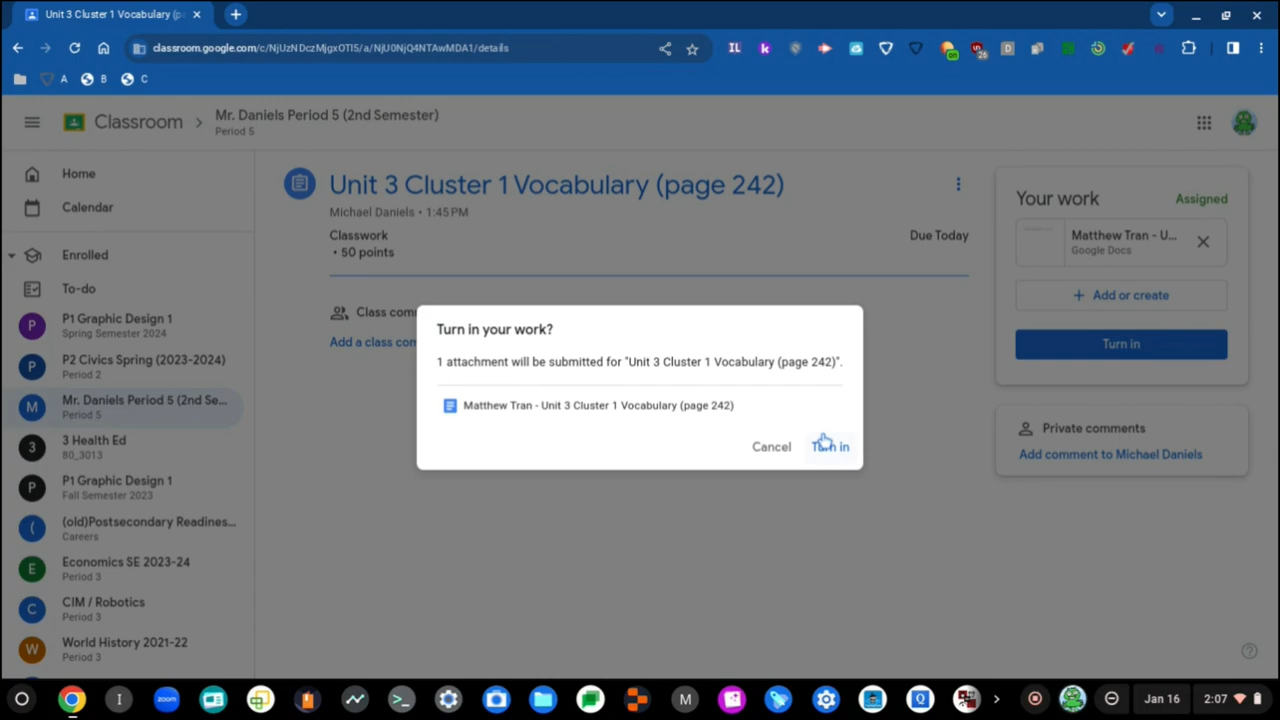 Unit 3 Cluster 1 Vocabulary (pa
classroom.google.com/c/NjUzNDczMjgxOTI5/a/NjU0NjQ4NTAwMDA1/details
A B C
Classroom
Mr. Daniels Period 5 (2nd Semester)
Period 5
Home
Calendar
Enrolled
To-do
P
P1 Graphic Design 1
Spring Semester 2024
P
P2 Civics Spring (2023-2024)
Period 2
M
Mr. Daniels Period 5 (2nd Se...
Period 5
3
3 Health Ed
80_3013
P
P1 Graphic Design 1
Fall Semester 2023
(
(old)Postsecondary Readines...
Careers
E
Economics SE 2023-24
Period 3
C
CIM / Robotics
Period 3
W
World History 2021-22
Period 3
Unit 3 Cluster 1 Vocabulary (page 242)
Michael Daniels • 1:45 PM
Classwork
• 50 points
Due Today
Class com
Add a class com
Turn in your work?
1 attachment will be submitted for "Unit 3 Cluster 1 Vocabulary (page 242)".
Matthew Tran - Unit 3 Cluster 1 Vocabulary (page 242)
Cancel
Turn in
Your work
Assigned
Matthew Tran - U...
Google Docs
+ Add or create
Turn in
Private comments
Add comment to Michael Daniels
I
zoom
M
Q
Jan 16
2:07